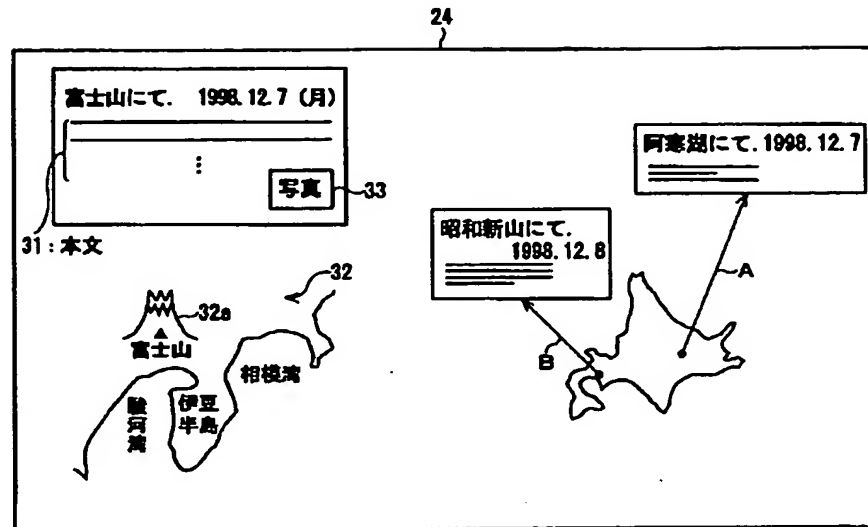 24
富士山にて. 1998.12.7 (月)
⋮
写真
33
31:本文
阿寒湖にて.1998.12.7
昭和新山にて.
1998.12.8
A
B
32
32a
▲
富士山
相模湾
伊豆
半島
駿河湾